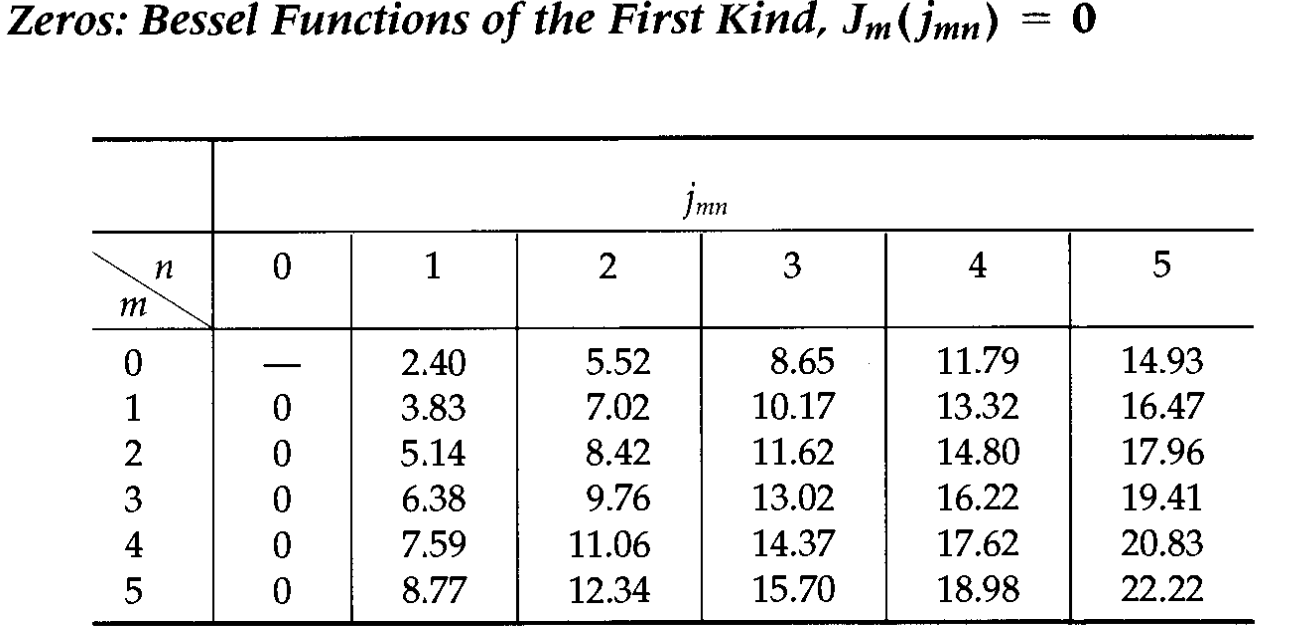 Zeros: Bessel Functions of the First Kind, Jm(jmn) = 0
jmn
n 0 1 2 3 4 5
m
0 — 2.40 5.52 8.65 11.79 14.93
1 0 3.83 7.02 10.17 13.32 16.47
2 0 5.14 8.42 11.62 14.80 17.96
3 0 6.38 9.76 13.02 16.22 19.41
4 0 7.59 11.06 14.37 17.62 20.83
5 0 8.77 12.34 15.70 18.98 22.22